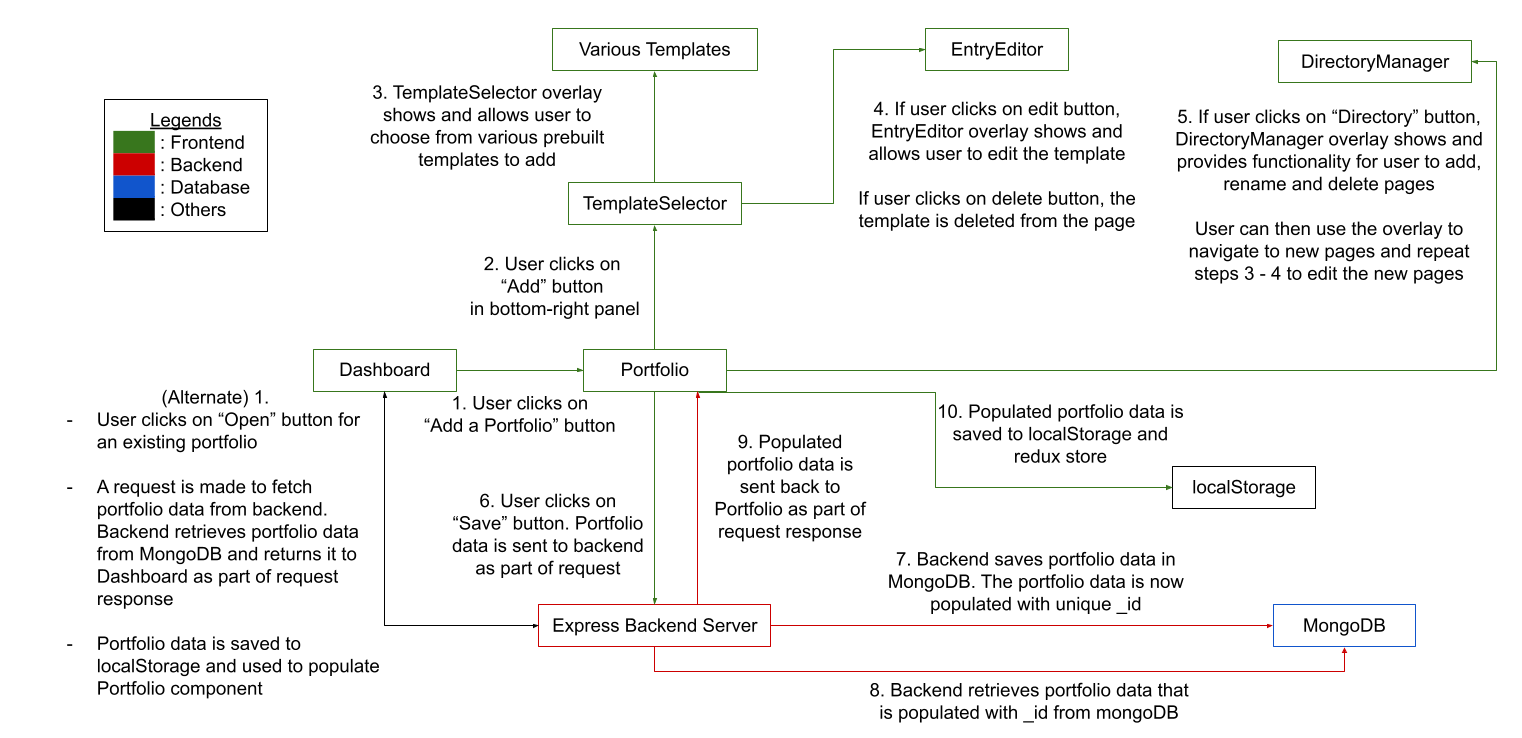 Various Templates
EntryEditor
DirectoryManager
3. TemplateSelector overlay
shows and allows user to
choose from various prebuilt
templates to add
Legends
: Frontend
: Backend
: Database
: Others
4. If user clicks on edit button,
EntryEditor overlay shows and
allows user to edit the template
If user clicks on delete button, the
template is deleted from the page
5. If user clicks on “Directory” button,
DirectoryManager overlay shows and
provides functionality for user to add,
rename and delete pages
User can then use the overlay to
navigate to new pages and repeat
steps 3 - 4 to edit the new pages
TemplateSelector
2. User clicks on
“Add” button
in bottom-right panel
Dashboard
Portfolio
(Alternate) 1.
- User clicks on “Open” button for
an existing portfolio
- A request is made to fetch
portfolio data from backend.
Backend retrieves portfolio data
from MongoDB and returns it to
Dashboard as part of request
response
- Portfolio data is saved to
localStorage and used to populate
Portfolio component
1. User clicks on
“Add a Portfolio” button
6. User clicks on
“Save” button. Portfolio
data is sent to backend
as part of request
9. Populated
portfolio data is
sent back to
Portfolio as part of
request response
10. Populated portfolio data is
saved to localStorage and
redux store
localStorage
7. Backend saves portfolio data in
MongoDB. The portfolio data is now
populated with unique _id
Express Backend Server
MongoDB
8. Backend retrieves portfolio data that
is populated with _id from mongoDB